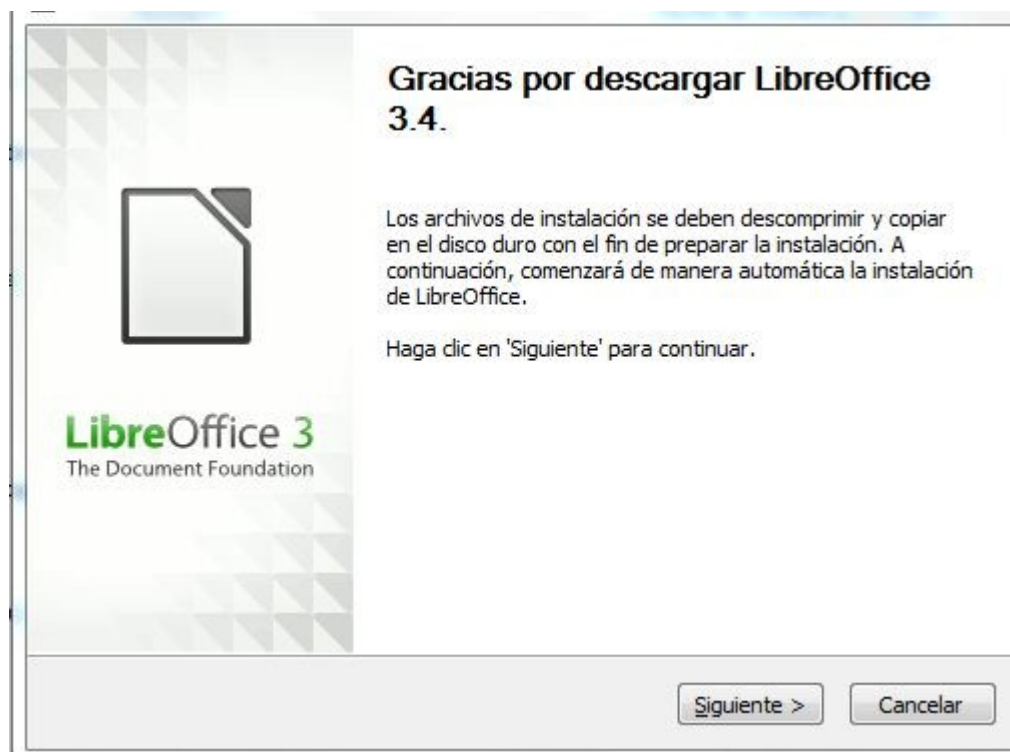 Gracias por descargar LibreOffice
3.4.
Los archivos de instalación se deben descomprimir y copiar
en el disco duro con el fin de preparar la instalación. A
continuación, comenzará de manera automática la instalación
de LibreOffice.
Haga clic en 'Siguiente' para continuar.
LibreOffice 3
The Document Foundation
Siguiente >
Cancelar